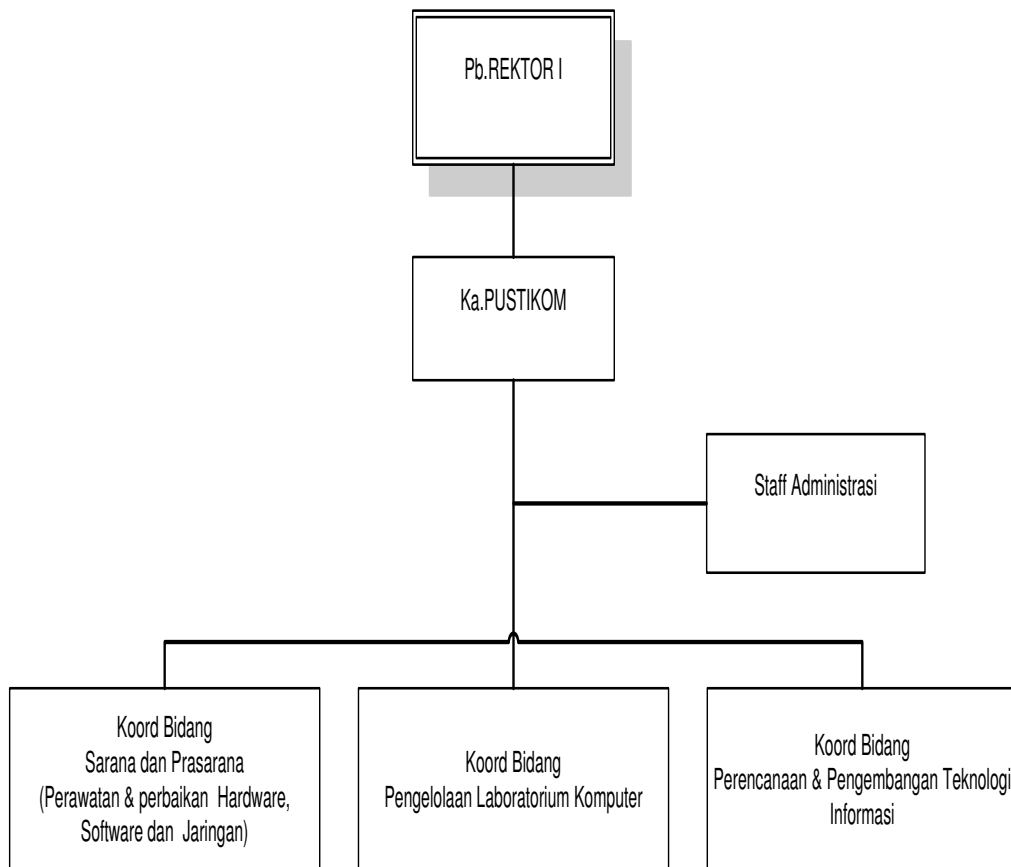 Pb.REKTOR I
Ka.PUSTIKOM
Staff Administrasi
Koord Bidang
Sarana dan Prasarana
(Perawatan & perbaikan Hardware,
Software dan Jaringan)
Koord Bidang
Pengelolaan Laboratorium Komputer
Koord Bidang
Perencanaan & Pengembangan Teknologi
Informasi